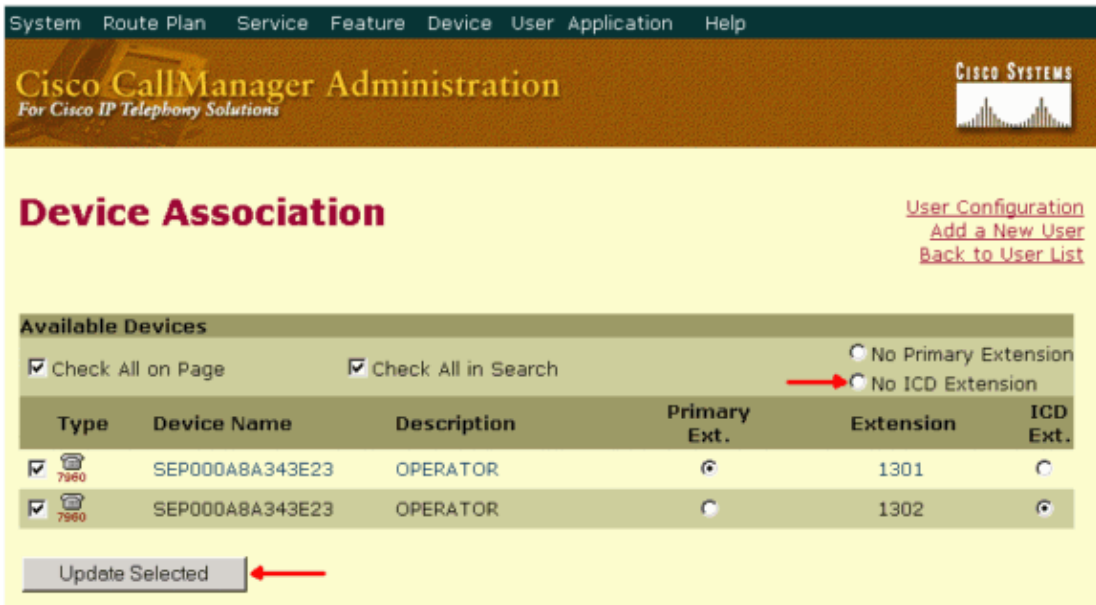 System Route Plan Service Feature Device User Application Help
Cisco CallManager Administration
For Cisco IP Telephony Solutions
CISCO SYSTEMS
Device Association
User Configuration
Add a New User
Back to User List
Available Devices
Check All on Page Check All in Search No Primary Extension
No ICD Extension
Type Device Name Description Primary Ext. Extension ICD Ext.
7960 SEP000A8A343E23 OPERATOR 1301
7960 SEP000A8A343E23 OPERATOR 1302
Update Selected